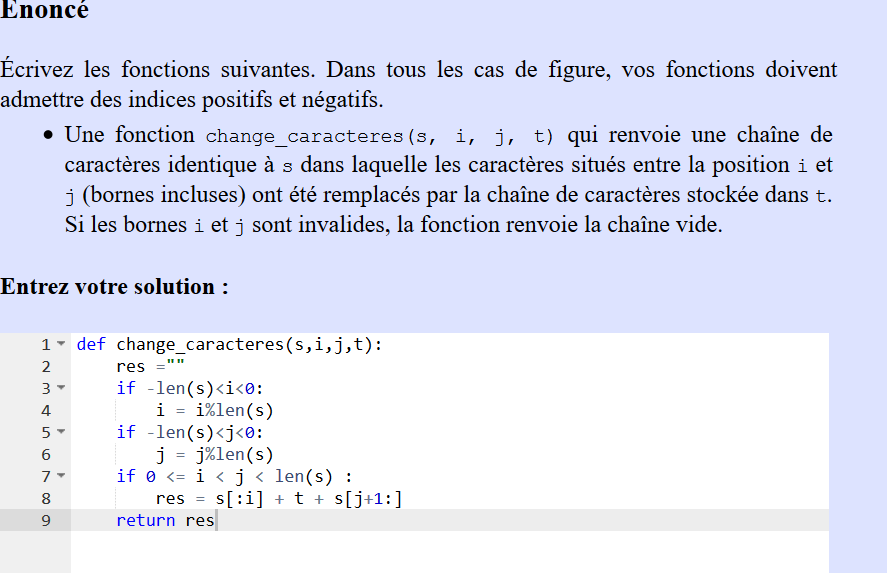 Énoncé
Écrivez les fonctions suivantes. Dans tous les cas de figure, vos fonctions doivent
admettre des indices positifs et négatifs.
• Une fonction change_caracteres(s, i, j, t) qui renvoie une chaîne de
caractères identique à s dans laquelle les caractères situés entre la position i et
j (bornes incluses) ont été remplacés par la chaîne de caractères stockée dans t.
Si les bornes i et j sont invalides, la fonction renvoie la chaîne vide.
Entrez votre solution :
1 def change_caracteres(s,i,j,t):
2     res =""
3     if -len(s)<i<0:
4         i = i%len(s)
5     if -len(s)<j<0:
6         j = j%len(s)
7     if 0 <= i < j < len(s) :
8         res = s[:i] + t + s[j+1:]
9     return res